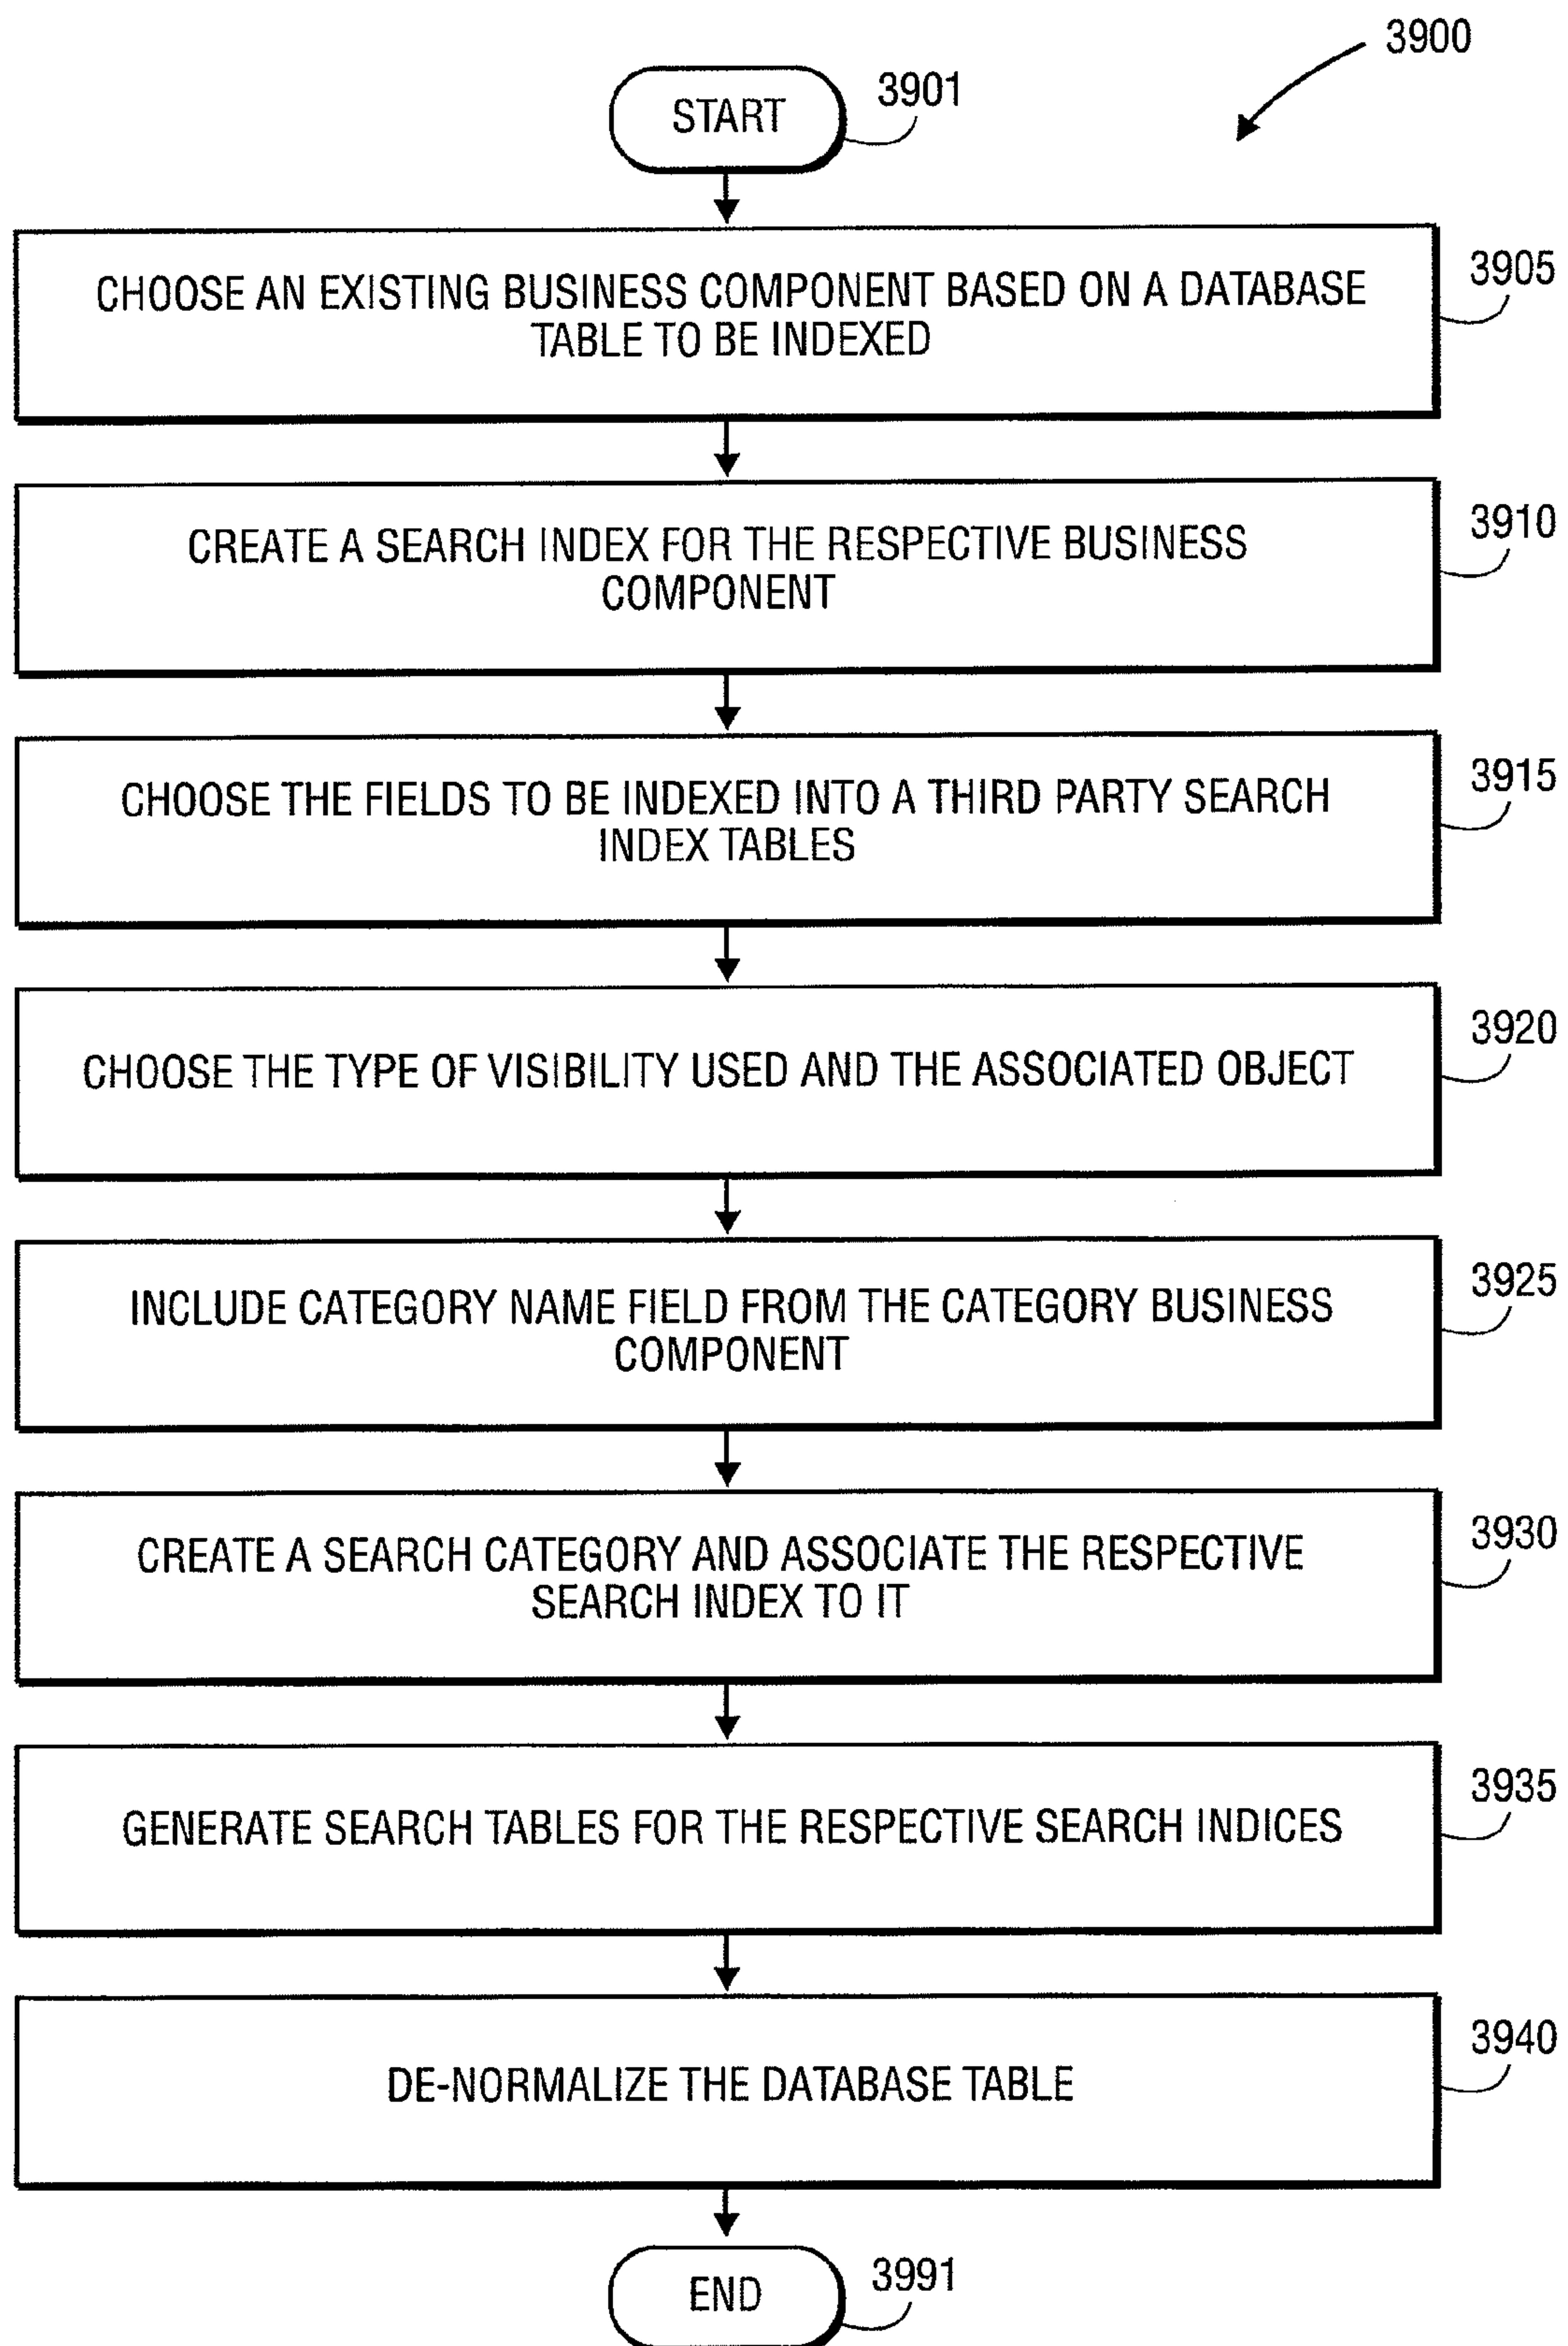 3900
START
3901
CHOOSE AN EXISTING BUSINESS COMPONENT BASED ON A DATABASE
TABLE TO BE INDEXED
3905
CREATE A SEARCH INDEX FOR THE RESPECTIVE BUSINESS
COMPONENT
3910
CHOOSE THE FIELDS TO BE INDEXED INTO A THIRD PARTY SEARCH
INDEX TABLES
3915
CHOOSE THE TYPE OF VISIBILITY USED AND THE ASSOCIATED OBJECT
3920
INCLUDE CATEGORY NAME FIELD FROM THE CATEGORY BUSINESS
COMPONENT
3925
CREATE A SEARCH CATEGORY AND ASSOCIATE THE RESPECTIVE
SEARCH INDEX TO IT
3930
GENERATE SEARCH TABLES FOR THE RESPECTIVE SEARCH INDICES
3935
DE-NORMALIZE THE DATABASE TABLE
3940
END
3991